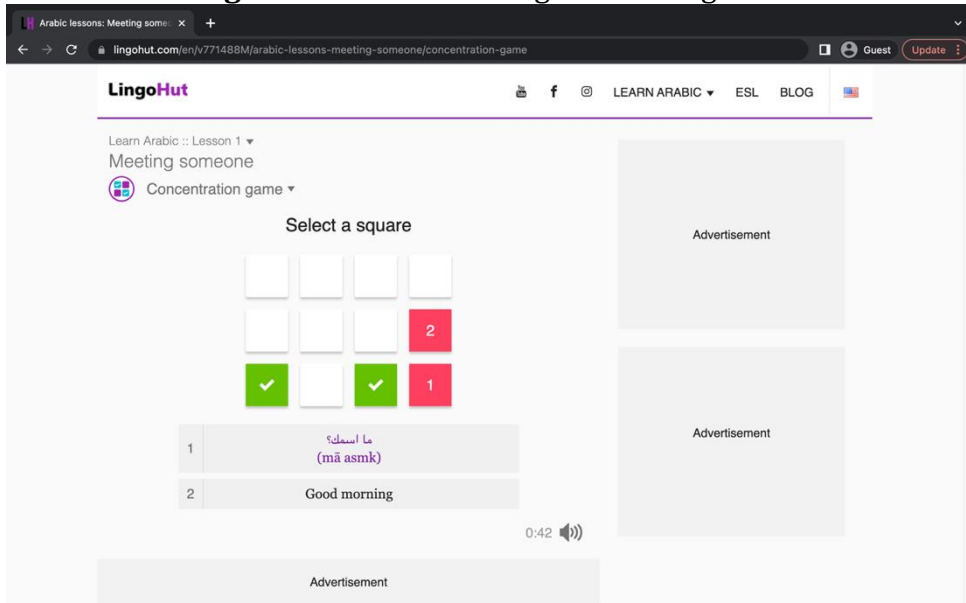 Arabic lessons: Meeting some
lingohut.com/en/v771488M/arabic-lessons-meeting-someone/concentration-game
Guest
Update
LingoHut
LEARN ARABIC
ESL
BLOG
Learn Arabic :: Lesson 1
Meeting someone
Concentration game
Select a square
2
1
1
ما اسمك؟
(mā asmk)
2
Good morning
0:42
Advertisement
Advertisement
Advertisement